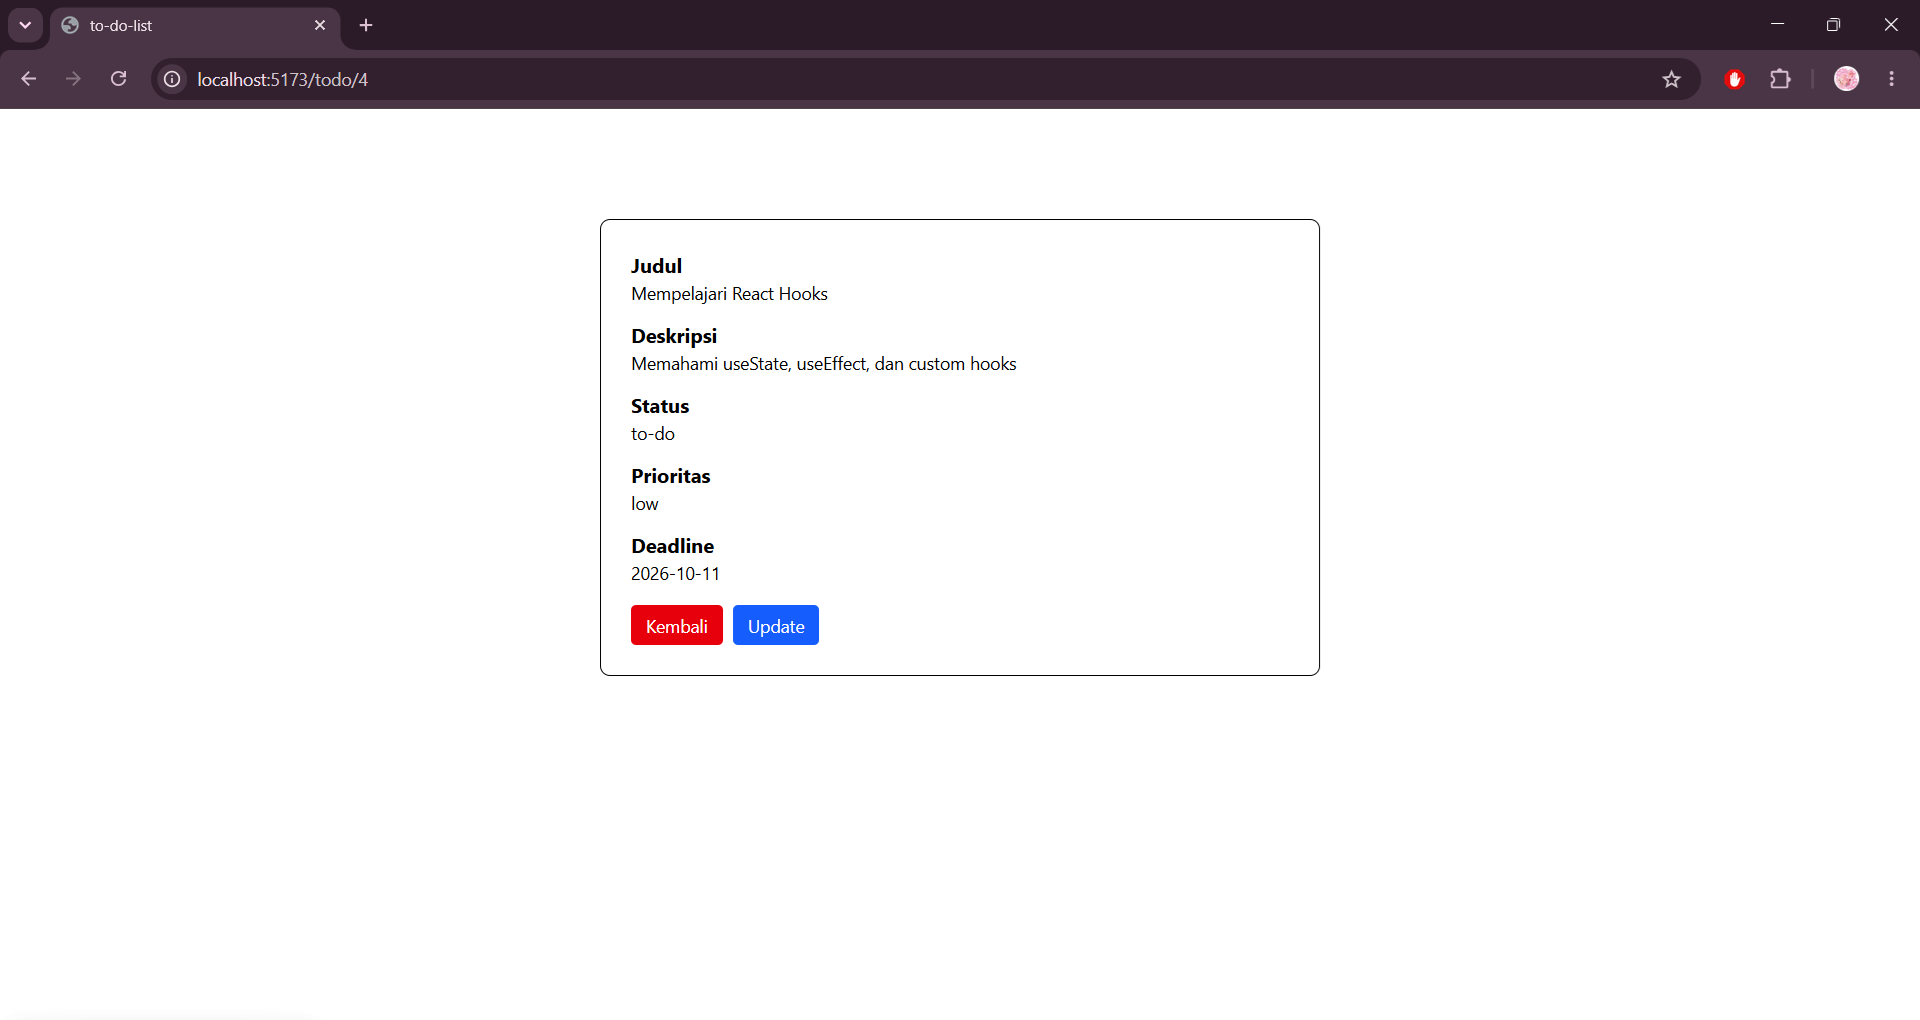 to-do-list
localhost:5173/todo/4
Judul
Mempelajari React Hooks
Deskripsi
Memahami useState, useEffect, dan custom hooks
Status
to-do
Prioritas
low
Deadline
2026-10-11
Kembali Update